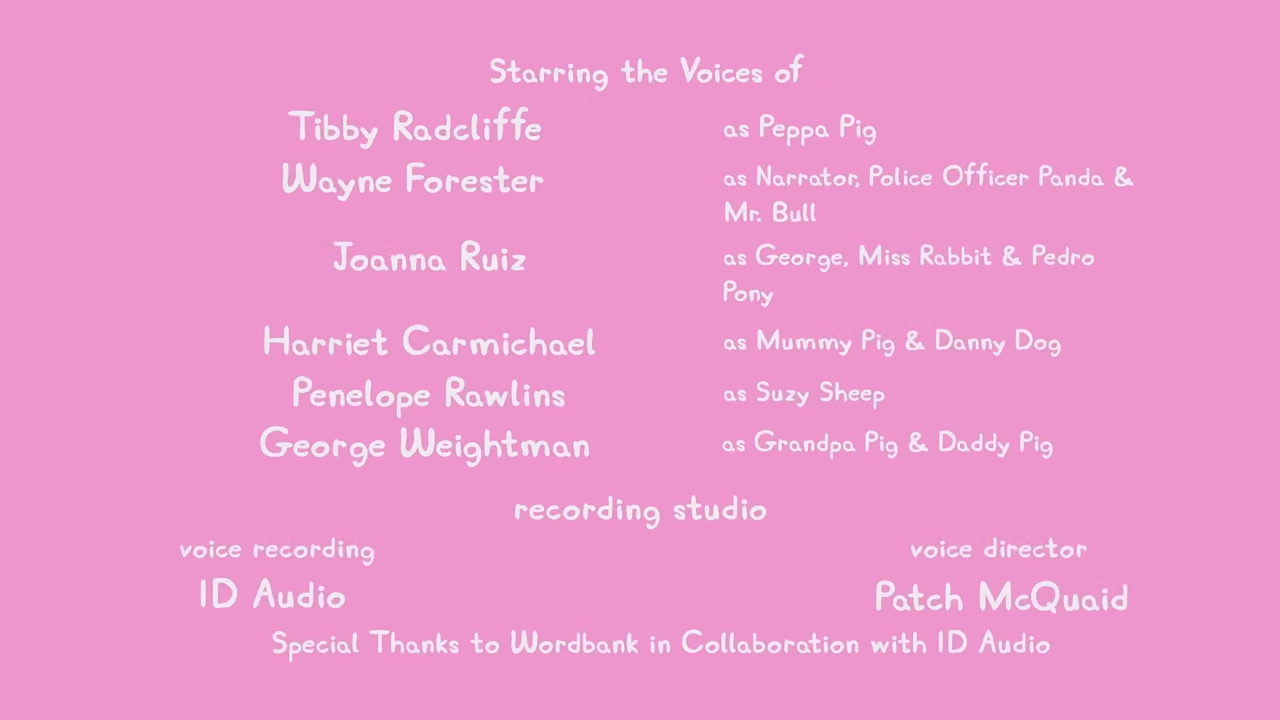 Starring the Voices of
Tibby Radcliffe as Peppa Pig
Wayne Forester as Narrator, Police Officer Panda &
Mr. Bull
Joanna Ruiz as George, Miss Rabbit & Pedro
Pony
Harriet Carmichael as Mummy Pig & Danny Dog
Penelope Rawlins as Suzy Sheep
George Weightman as Grandpa Pig & Daddy Pig
recording studio
voice recording voice director
ID Audio Patch McQuaid
Special Thanks to Wordbank in Collaboration with ID Audio